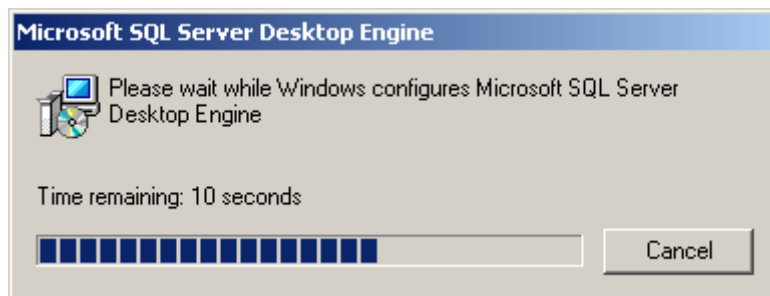 Microsoft SQL Server Desktop Engine
Please wait while Windows configures Microsoft SQL Server
Desktop Engine
Time remaining: 10 seconds
Cancel